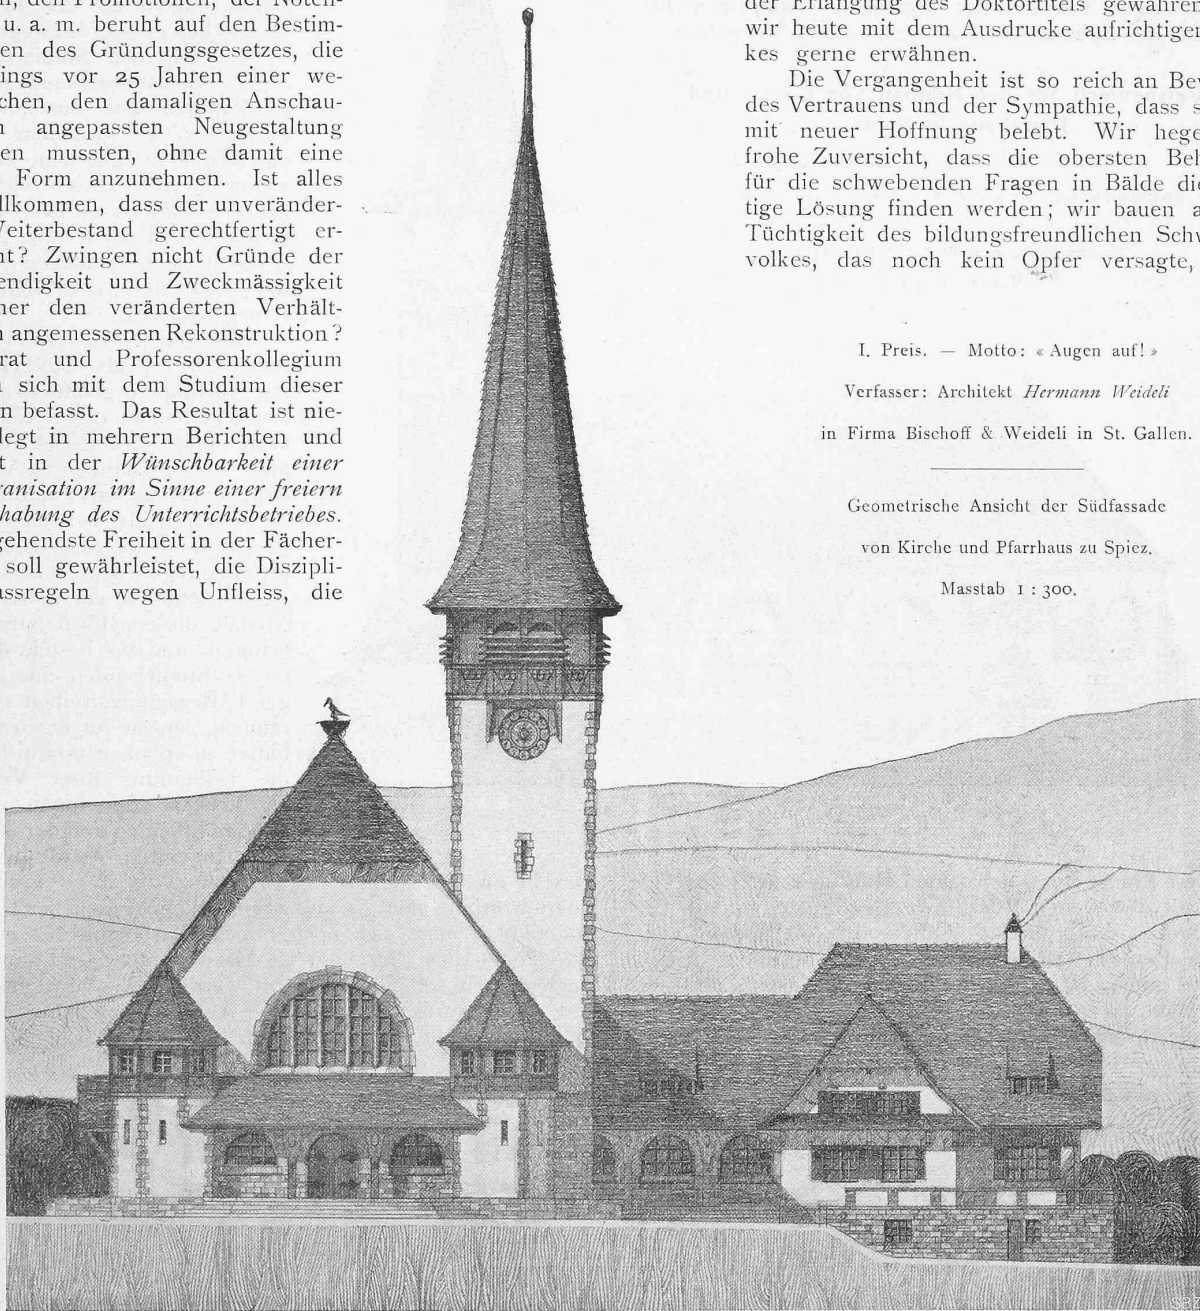 den Promotionen, der Noten-
u. a. m. beruht auf den Bestim-
en des Gründungsgesetzes, die
ings vor 25 Jahren einer we-
chen, den damaligen Anschau-
angepassten Neugestaltung
en mussten, ohne damit eine
Form anzunehmen. Ist alles
llkommen, dass der unveränder-
Weiterbestand gerechtfertigt er-
nt? Zwingen nicht Gründe der
endigkeit und Zweckmässigkeit
ner den veränderten Verhält-
n angemessenen Rekonstruktion?
rat und Professorenkollegium
sich mit dem Studium dieser
n befasst. Das Resultat ist nie-
legt in mehrern Berichten und
t in der Wünschbarkeit einer
ganisation im Sinne einer freiern
habung des Unterrichtsbetriebes.
gehendste Freiheit in der Fächer-
soll gewährleistet, die Diszipli-
assregeln wegen Unfleiss, die
der Erlangung des Doktortitels gewähren
wir heute mit dem Ausdrucke aufrichtiger
kes gerne erwähnen.
Die Vergangenheit ist so reich an Be
des Vertrauens und der Sympathie, dass s
mit neuer Hoffnung belebt. Wir hege
frohe Zuversicht, dass die obersten Beh
für die schwebenden Fragen in Bälde di
tige Lösung finden werden; wir bauen a
Tüchtigkeit des bildungsfreundlichen Schw
volkes, das noch kein Opfer versagte,
I. Preis. — Motto: « Augen auf! »
Verfasser: Architekt Hermann Weideli
in Firma Bischoff & Weideli in St. Gallen.
Geometrische Ansicht der Südfassade
von Kirche und Pfarrhaus zu Spiez.
Masstab 1 : 300.